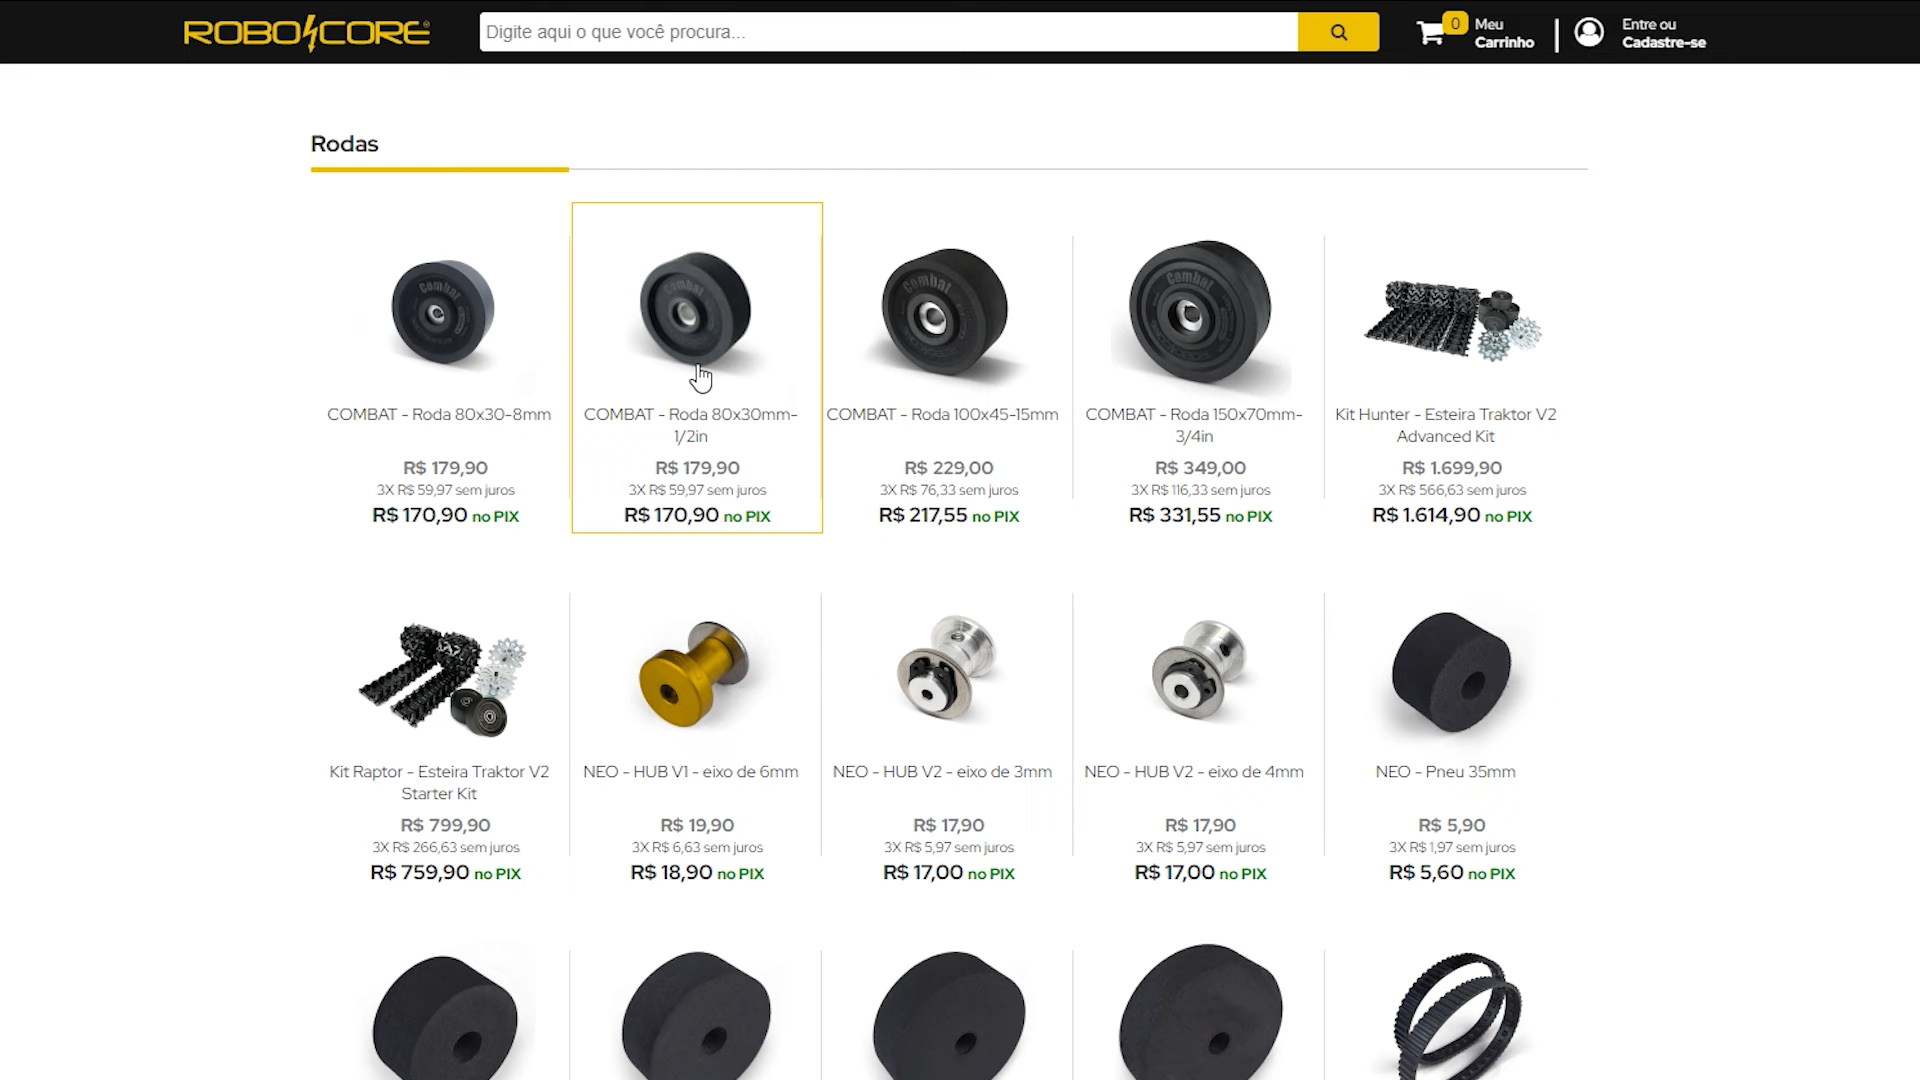 ROBOCORE
Digite aqui o que você procura...
0
Meu
Carrinho
Entre ou
Cadastre-se
Rodas
Combat
Combat
Combat
Combat
COMBAT - Roda 80x30-8mm
R$ 179,90
3X R$ 59,97 sem juros
R$ 170,90 no PIX
COMBAT - Roda 80x30mm-
1/2in
R$ 179,90
3X R$ 59,97 sem juros
R$ 170,90 no PIX
COMBAT - Roda 100x45-15mm
R$ 229,00
3X R$ 76,33 sem juros
R$ 217,55 no PIX
COMBAT - Roda 150x70mm-
3/4in
R$ 349,00
3X R$ 116,33 sem juros
R$ 331,55 no PIX
Kit Hunter - Esteira Traktor V2
Advanced Kit
R$ 1.699,90
3X R$ 566,63 sem juros
R$ 1.614,90 no PIX
Kit Raptor - Esteira Traktor V2
Starter Kit
R$ 799,90
3X R$ 266,63 sem juros
R$ 759,90 no PIX
NEO - HUB V1 - eixo de 6mm
R$ 19,90
3X R$ 6,63 sem juros
R$ 18,90 no PIX
NEO - HUB V2 - eixo de 3mm
R$ 17,90
3X R$ 5,97 sem juros
R$ 17,00 no PIX
NEO - HUB V2 - eixo de 4mm
R$ 17,90
3X R$ 5,97 sem juros
R$ 17,00 no PIX
NEO - Pneu 35mm
R$ 5,90
3X R$ 1,97 sem juros
R$ 5,60 no PIX